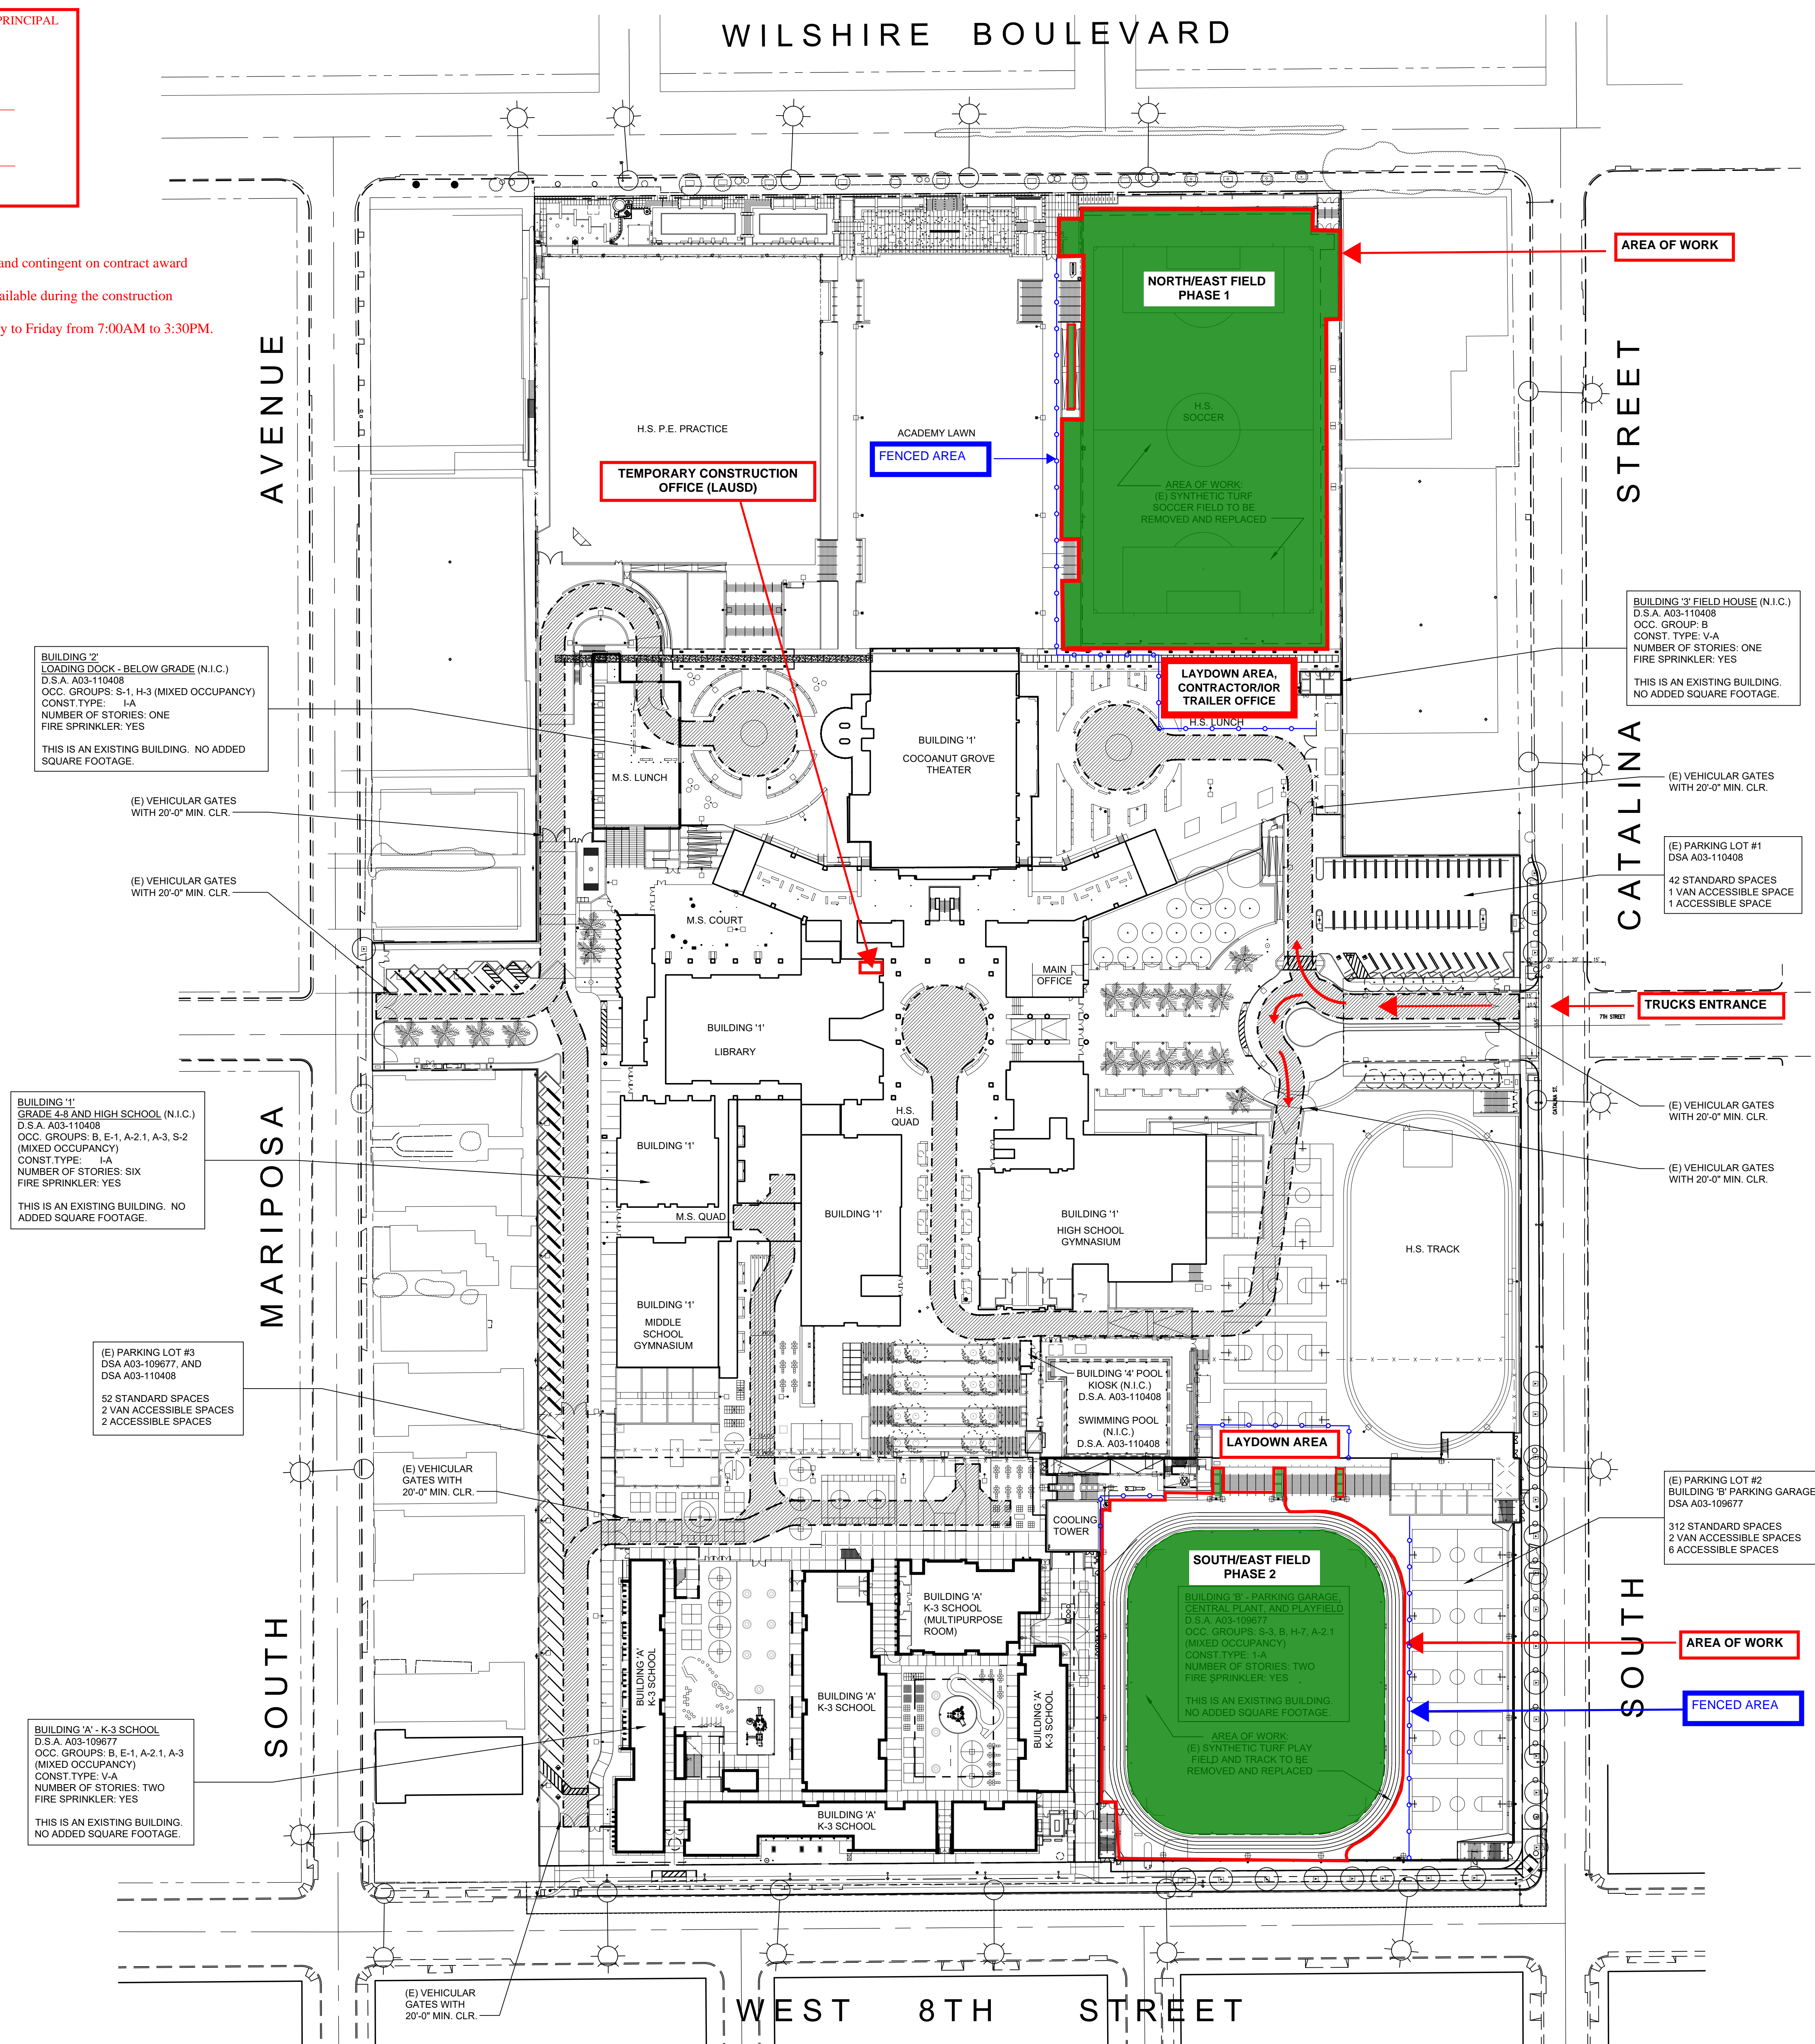 PRINCIPAL
and contingent on contract award
ailable during the construction
y to Friday from 7:00AM to 3:30PM.
WILSHIRE BOULEVARD
AVENUE
MARIPOSA
SOUTH
STREET
CATALINA
SOUTH
WEST 8TH STREET
AREA OF WORK
NORTH/EAST FIELD
PHASE 1
H.S. P.E. PRACTICE
ACADEMY LAWN
FENCED AREA
H.S.
SOCCER
TEMPORARY CONSTRUCTION
OFFICE (LAUSD)
AREA OF WORK:
(E) SYNTHETIC TURF
SOCCER FIELD TO BE
REMOVED AND REPLACED
BUILDING '3' FIELD HOUSE (N.I.C.)
D.S.A. A03-110408
OCC. GROUP: B
CONST. TYPE: V-A
NUMBER OF STORIES: ONE
FIRE SPRINKLER: YES
THIS IS AN EXISTING BUILDING.
NO ADDED SQUARE FOOTAGE.
BUILDING '2'
LOADING DOCK - BELOW GRADE (N.I.C.)
D.S.A. A03-110408
OCC. GROUPS: S-1, H-3 (MIXED OCCUPANCY)
CONST.TYPE: I-A
NUMBER OF STORIES: ONE
FIRE SPRINKLER: YES
THIS IS AN EXISTING BUILDING. NO ADDED
SQUARE FOOTAGE.
LAYDOWN AREA,
CONTRACTOR/IOR
TRAILER OFFICE
H.S. LUNCH
BUILDING '1'
COCOANUT GROVE
THEATER
M.S. LUNCH
(E) VEHICULAR GATES
WITH 20'-0" MIN. CLR.
(E) VEHICULAR GATES
WITH 20'-0" MIN. CLR.
(E) VEHICULAR GATES
WITH 20'-0" MIN. CLR.
(E) PARKING LOT #1
DSA A03-110408
42 STANDARD SPACES
1 VAN ACCESSIBLE SPACE
1 ACCESSIBLE SPACE
M.S. COURT
MAIN
OFFICE
TRUCKS ENTRANCE
7TH STREET
CATALINA ST.
BUILDING '1'
LIBRARY
BUILDING '1'
GRADE 4-8 AND HIGH SCHOOL (N.I.C.)
D.S.A. A03-110408
OCC. GROUPS: B, E-1, A-2.1, A-3, S-2
(MIXED OCCUPANCY)
CONST.TYPE: I-A
NUMBER OF STORIES: SIX
FIRE SPRINKLER: YES
THIS IS AN EXISTING BUILDING. NO
ADDED SQUARE FOOTAGE.
H.S.
QUAD
(E) VEHICULAR GATES
WITH 20'-0" MIN. CLR.
(E) VEHICULAR GATES
WITH 20'-0" MIN. CLR.
BUILDING '1'
M.S. QUAD
BUILDING '1'
BUILDING '1'
HIGH SCHOOL
GYMNASIUM
H.S. TRACK
BUILDING '1'
MIDDLE
SCHOOL
GYMNASIUM
(E) PARKING LOT #3
DSA A03-109677, AND
DSA A03-110408
52 STANDARD SPACES
2 VAN ACCESSIBLE SPACES
2 ACCESSIBLE SPACES
BUILDING '4' POOL
KIOSK (N.I.C.)
D.S.A. A03-110408
SWIMMING POOL
(N.I.C.)
D.S.A. A03-110408
LAYDOWN AREA
(E) VEHICULAR
GATES WITH
20'-0" MIN. CLR.
(E) PARKING LOT #2
BUILDING 'B' PARKING GARAGE
DSA A03-109677
312 STANDARD SPACES
2 VAN ACCESSIBLE SPACES
6 ACCESSIBLE SPACES
COOLING
TOWER
SOUTH/EAST FIELD
PHASE 2
BUILDING 'B' - PARKING GARAGE,
CENTRAL PLANT, AND PLAYFIELD
D.S.A. A03-109677
OCC. GROUPS: S-3, B, H-7, A-2.1
(MIXED OCCUPANCY)
CONST.TYPE: 1-A
NUMBER OF STORIES: TWO
FIRE SPRINKLER: YES
THIS IS AN EXISTING BUILDING.
NO ADDED SQUARE FOOTAGE.
AREA OF WORK:
(E) SYNTHETIC TURF PLAY
FIELD AND TRACK TO BE
REMOVED AND REPLACED
AREA OF WORK
FENCED AREA
BUILDING 'A'
K-3 SCHOOL
(MULTIPURPOSE
ROOM)
BUILDING 'A'
K-3 SCHOOL
BUILDING 'A'
K-3 SCHOOL
BUILDING 'A'
K-3 SCHOOL
BUILDING 'A'
K-3 SCHOOL
BUILDING 'A' - K-3 SCHOOL
D.S.A. A03-109677
OCC. GROUPS: B, E-1, A-2.1, A-3
(MIXED OCCUPANCY)
CONST.TYPE: V-A
NUMBER OF STORIES: TWO
FIRE SPRINKLER: YES
THIS IS AN EXISTING BUILDING.
NO ADDED SQUARE FOOTAGE.
(E) VEHICULAR
GATES WITH
20'-0" MIN. CLR.